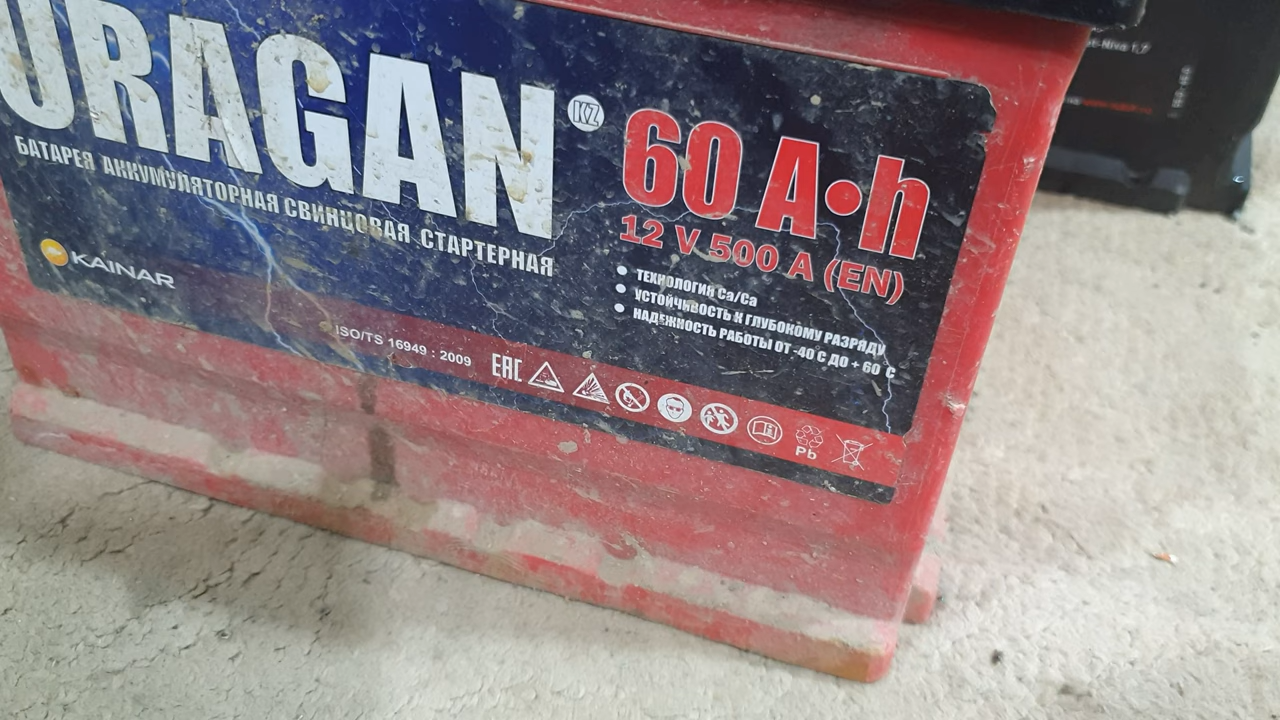 URAGAN KZ
БАТАРЕЯ АККУМУЛЯТОРНАЯ СВИНЦОВАЯ СТАРТЕРНАЯ
KAINAR
60 A•h
12 V 500 A (EN)
ТЕХНОЛОГИЯ Ca/Ca
УСТОЙЧИВОСТЬ К ГЛУБОКОМУ РАЗРЯДУ
НАДЕЖНОСТЬ РАБОТЫ ОТ -40 С ДО + 60 С
ISO/TS 16949 : 2009
EAC
Pb